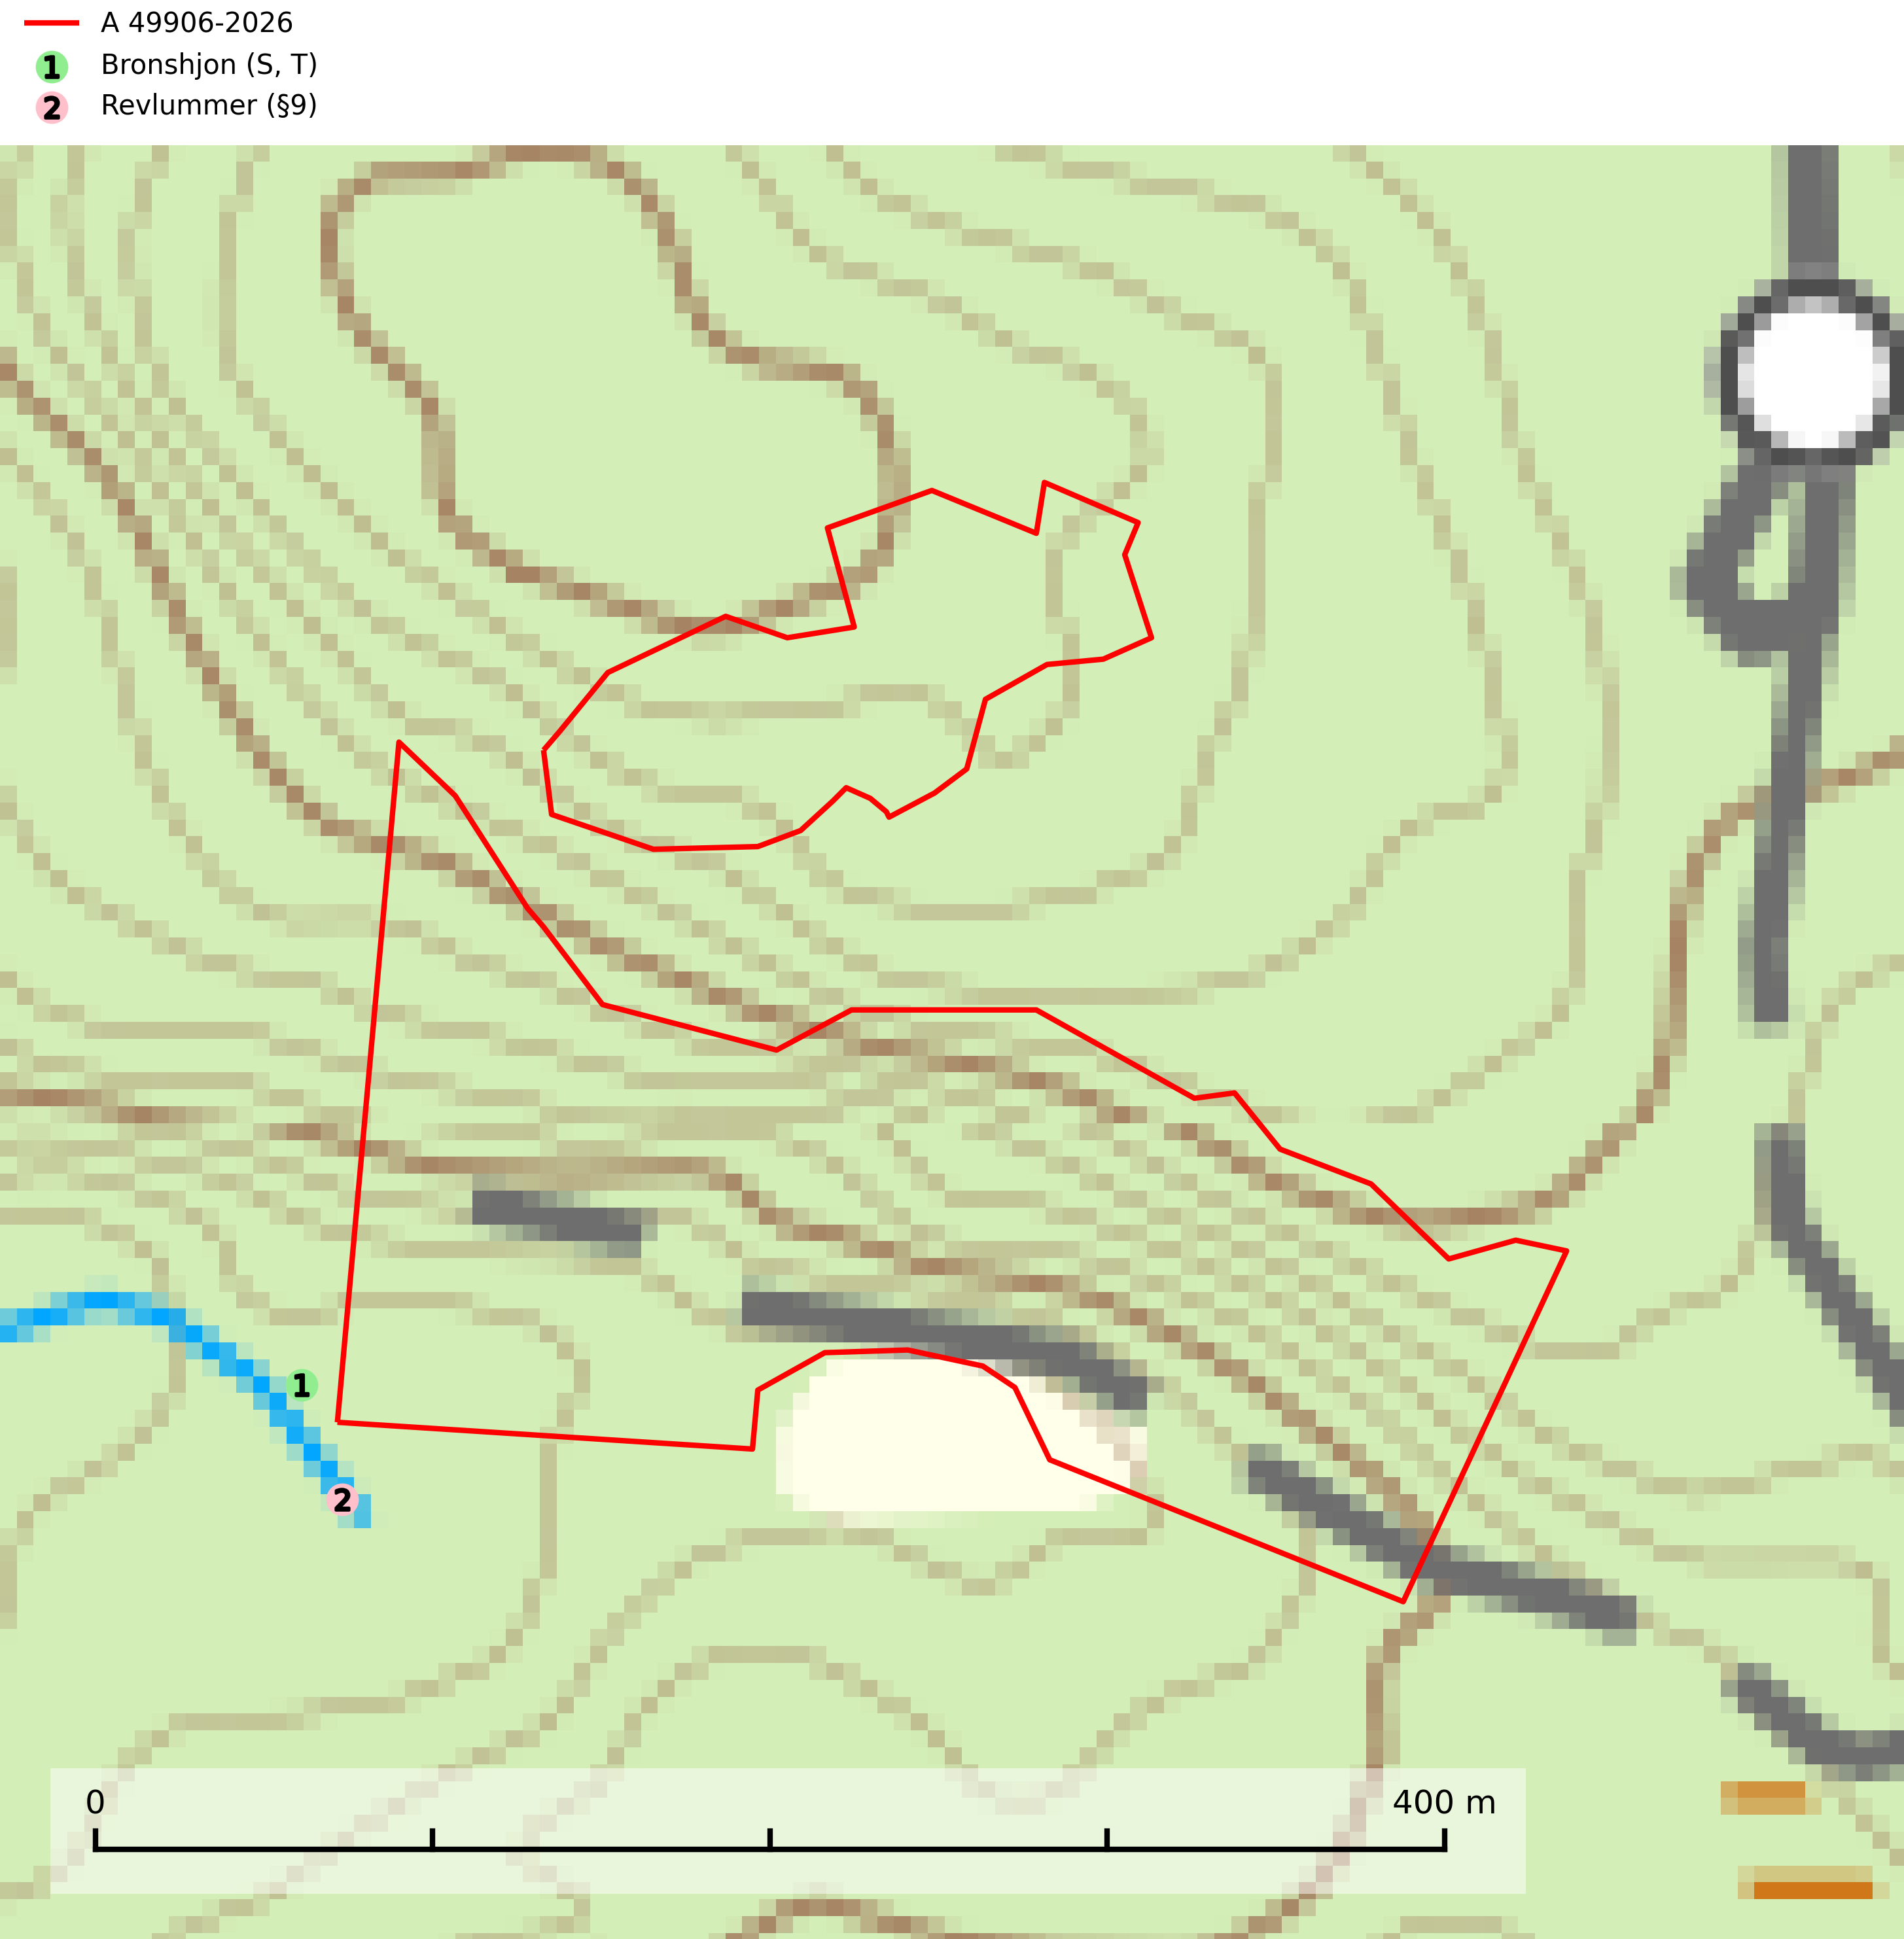 A 49906-2026
1 Bronshjon (S, T)
2 Revlummer (§9)
1
2
0 400 m